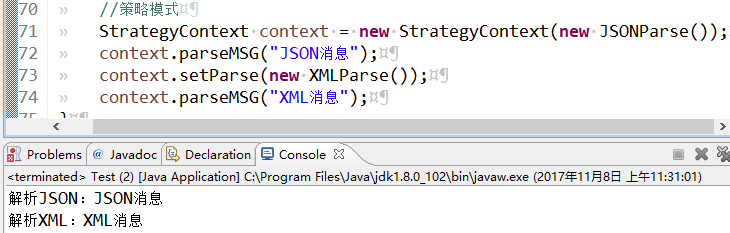 70 //策略模式
71 StrategyContext context = new StrategyContext(new JSONParse());
72 context.parseMSG("JSON消息");
73 context.setParse(new XMLParse());
74 context.parseMSG("XML消息");
75 }
Problems @ Javadoc Declaration Console
<terminated> Test (2) [Java Application] C:\Program Files\Java\jdk1.8.0_102\bin\javaw.exe (2017年11月8日 上午11:31:01)
解析JSON：JSON消息
解析XML：XML消息